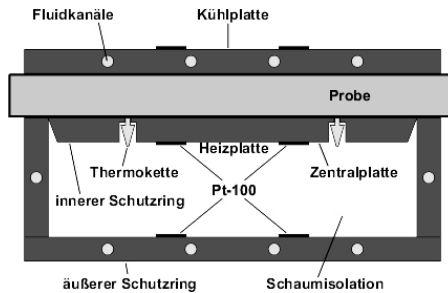 Fluidkanäle
Kühlplatte
Probe
Heizplatte
Thermokette
Zentralplatte
Pt-100
innerer Schutzring
äußerer Schutzring
Schaumisolation